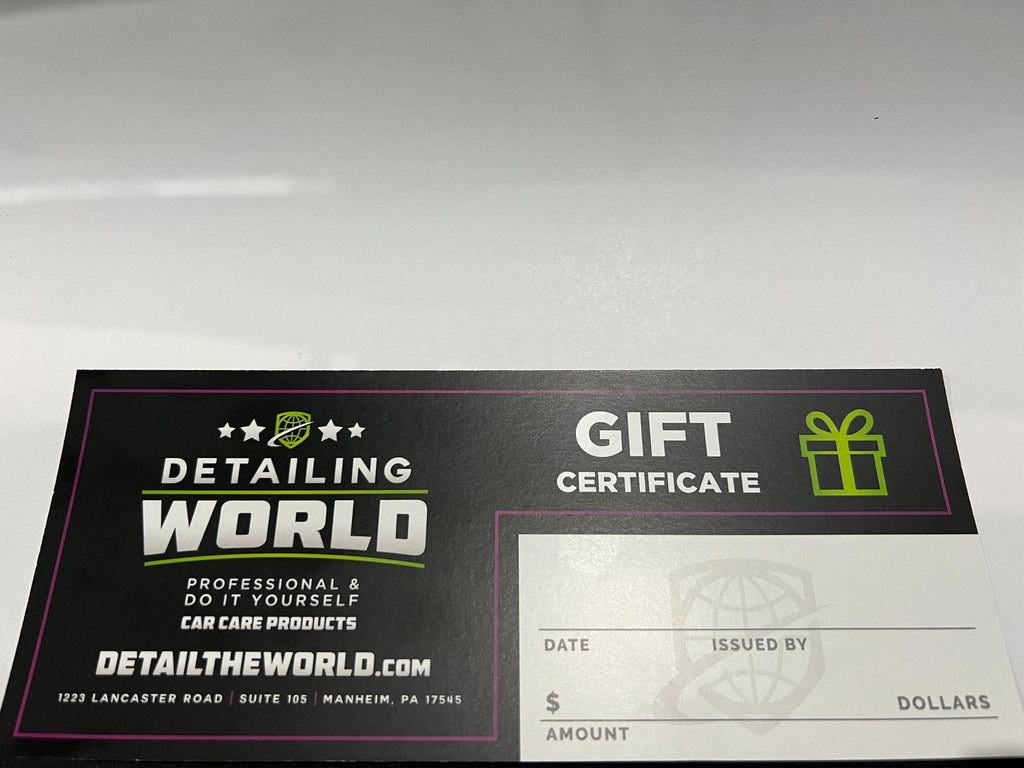 DETAILING
WORLD
PROFESSIONAL &
DO IT YOURSELF
CAR CARE PRODUCTS
DETAILTHEWORLD.COM
1223 LANCASTER ROAD | SUITE 105 | MANHEIM, PA 17545
GIFT
CERTIFICATE
DATE ISSUED BY
$ DOLLARS
AMOUNT